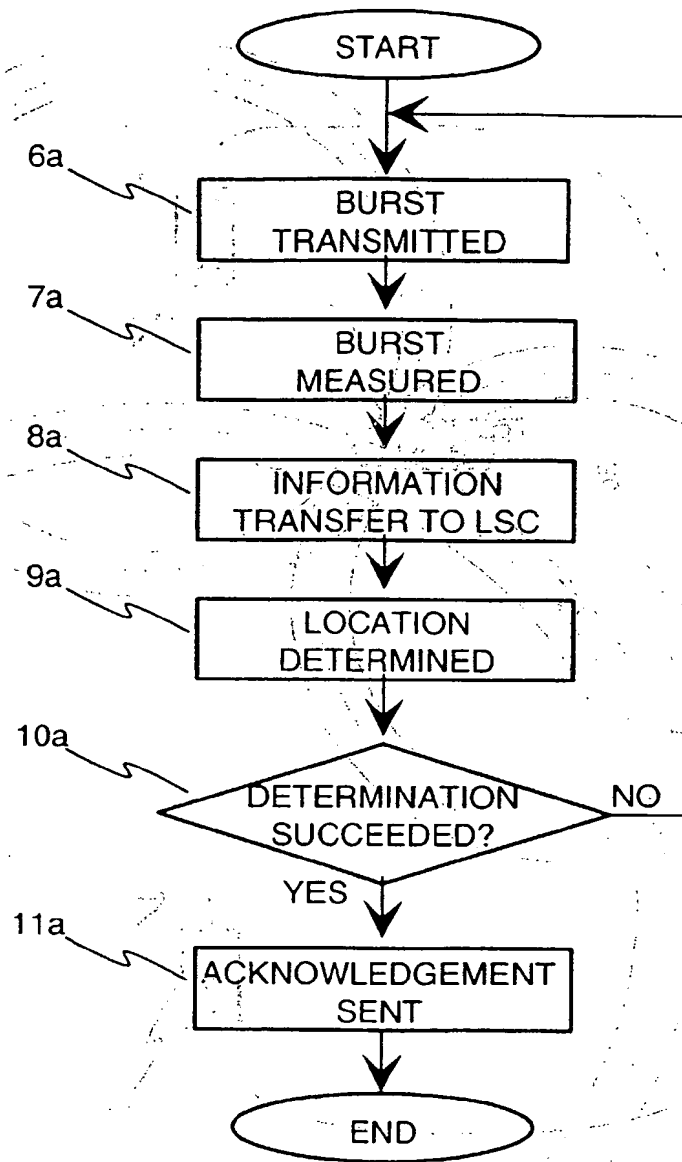 START
6a
BURST
TRANSMITTED
7a
BURST
MEASURED
8a
INFORMATION
TRANSFER TO LSC
9a
LOCATION
DETERMINED
10a
DETERMINATION
SUCCEEDED?
NO
YES
11a
ACKNOWLEDGEMENT
SENT
END